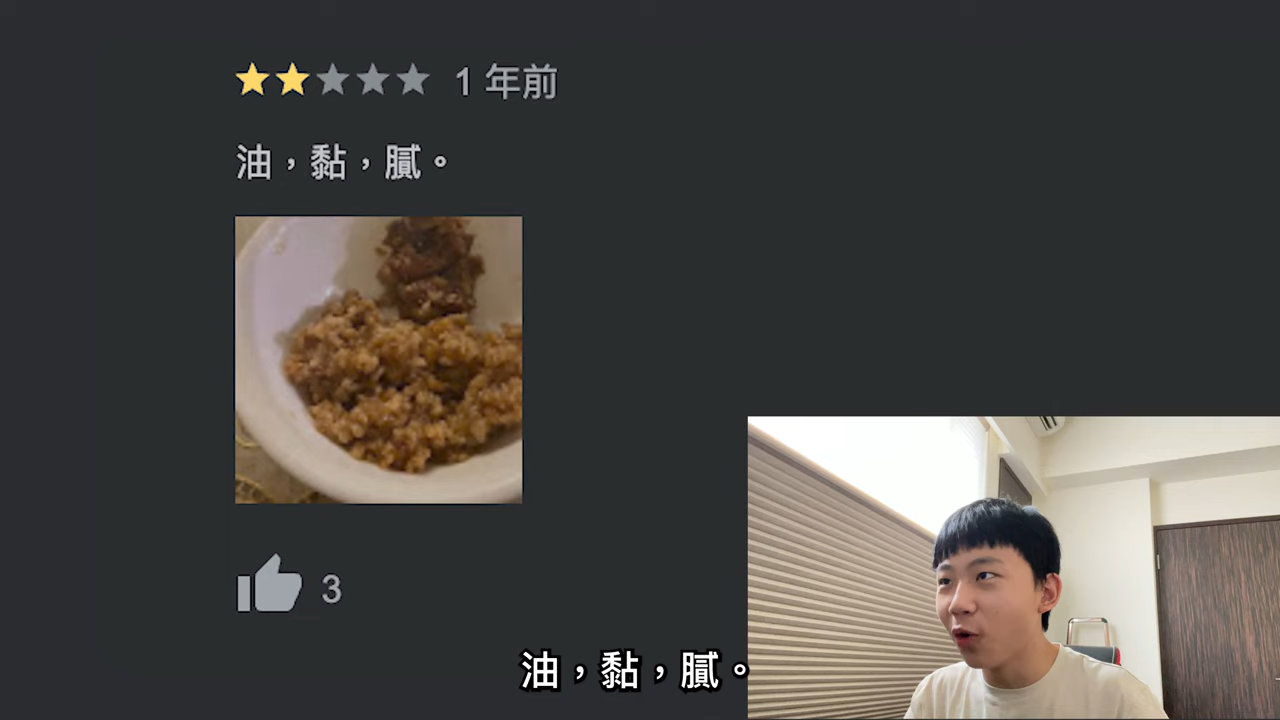 1 年前
油，黏，膩。
3
油，黏，膩。